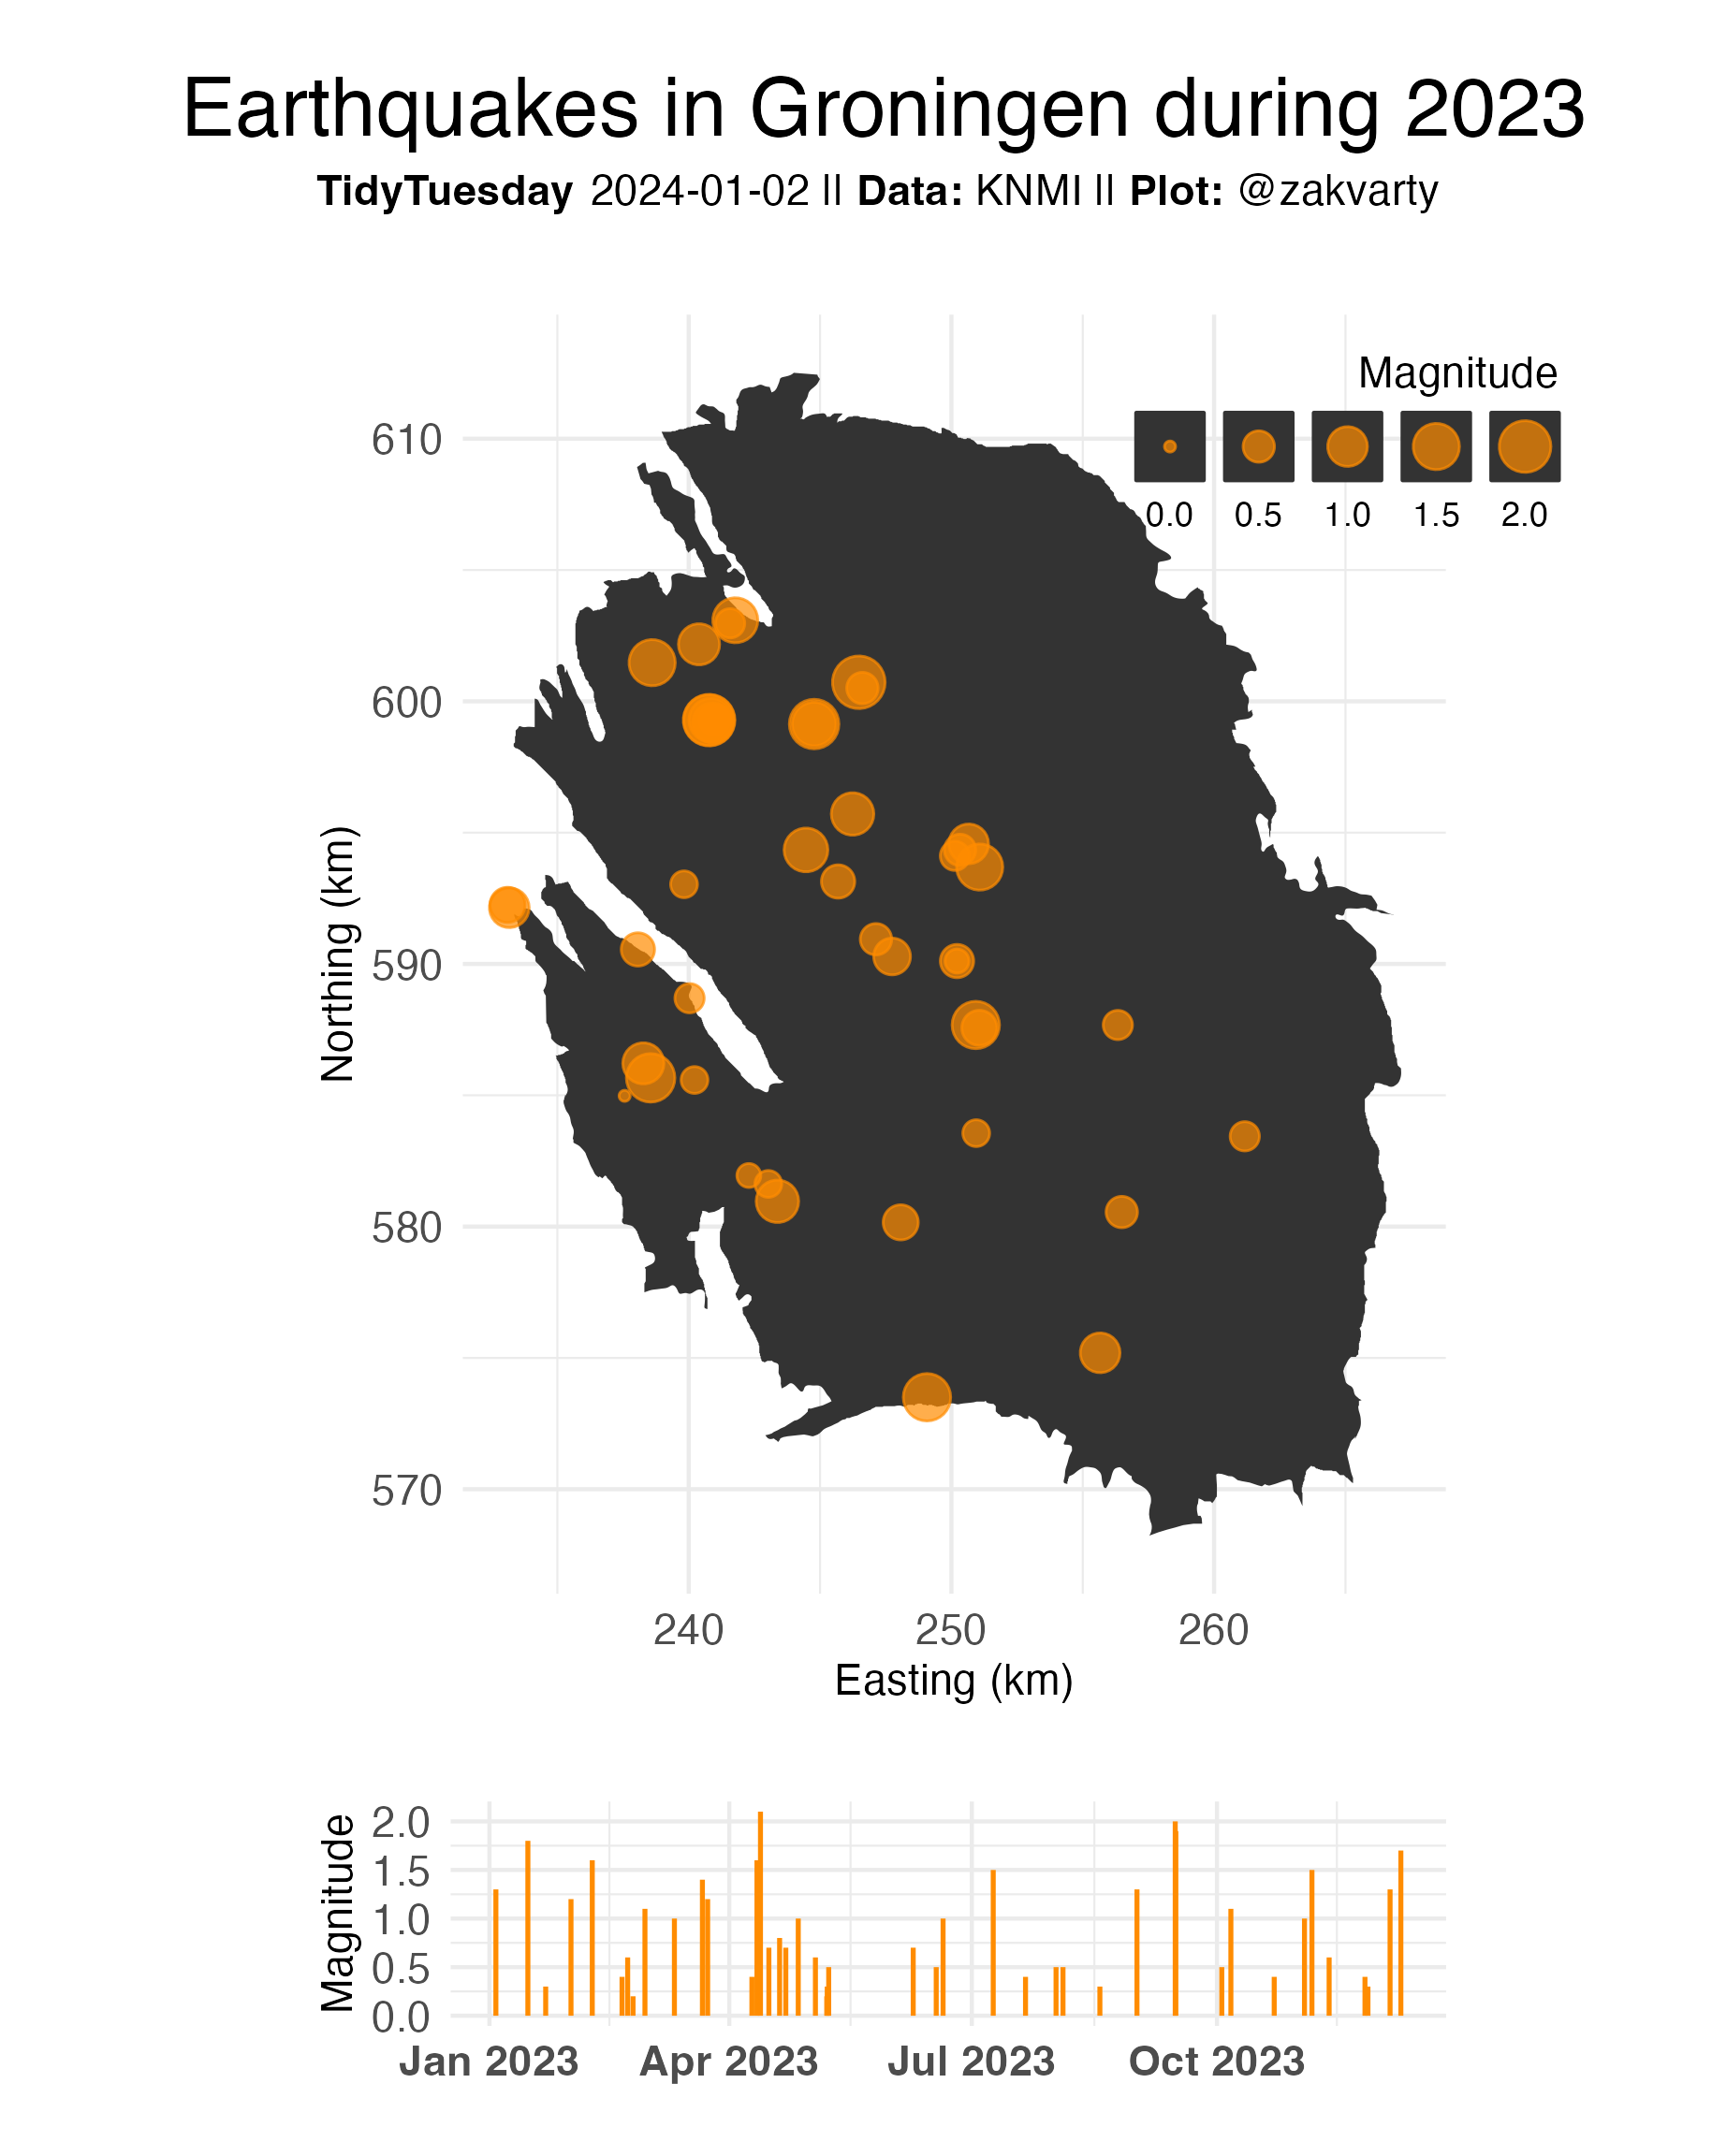 Earthquakes in Groningen during 2023
TidyTuesday 2024-01-02 || Data: KNMI || Plot: @zakvarty
Magnitude
0.0 0.5 1.0 1.5 2.0
610
600
590
580
570
Northing (km)
240 250 260
Easting (km)
Magnitude
2.0
1.5
1.0
0.5
0.0
Jan 2023 Apr 2023 Jul 2023 Oct 2023